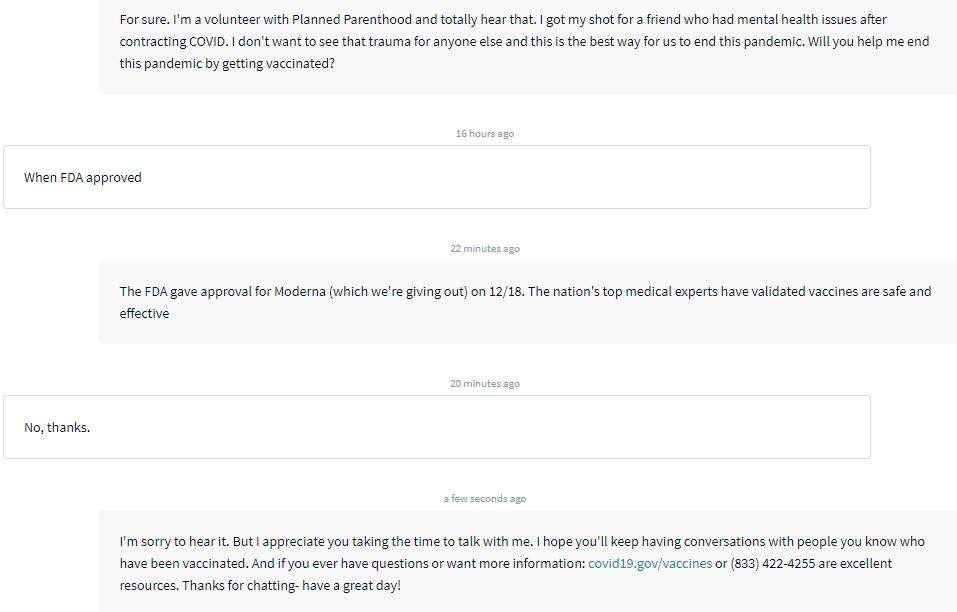 For sure. I'm a volunteer with Planned Parenthood and totally hear that. I got my shot for a friend who had mental health issues after
contracting COVID. I don't want to see that trauma for anyone else and this is the best way for us to end this pandemic. Will you help me end
this pandemic by getting vaccinated?
16 hours ago
When FDA approved
22 minutes ago
The FDA gave approval for Moderna (which we're giving out) on 12/18. The nation's top medical experts have validated vaccines are safe and
effective
20 minutes ago
No, thanks.
a few seconds ago
I'm sorry to hear it. But I appreciate you taking the time to talk with me. I hope you'll keep having conversations with people you know who
have been vaccinated. And if you ever have questions or want more information: covid19.gov/vaccines or (833) 422-4255 are excellent
resources. Thanks for chatting- have a great day!